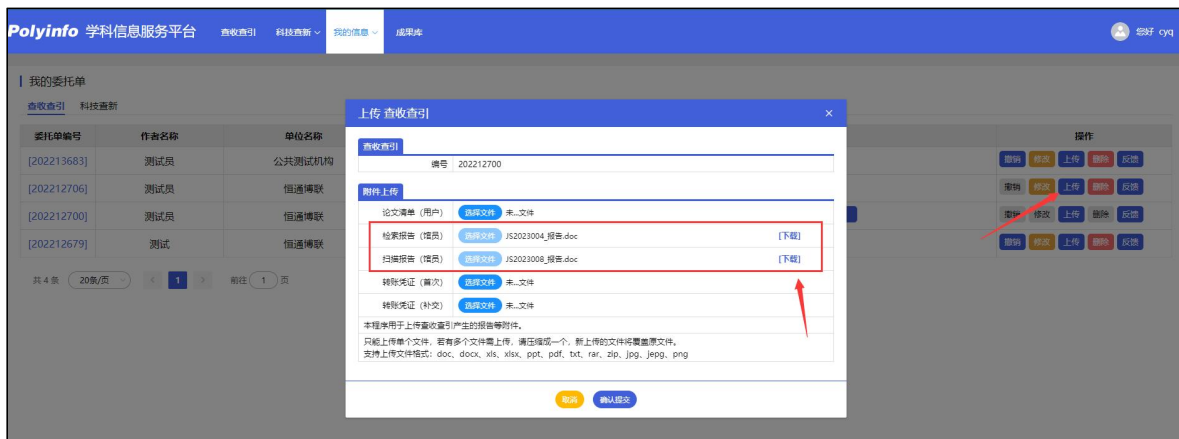 Polyinfo 学科信息服务平台 查收查引 科技查新 我的信息 成果库 您好 cyq
我的委托单
查收查引 科技查新
委托单编号 作者名称 单位名称 操作
[202213683] 测试员 公共测试机构 撤销 修改 上传 删除 反馈
[202212706] 测试员 恒通博联 撤销 修改 上传 删除 反馈
[202212700] 测试员 恒通博联 撤销 修改 上传 删除 反馈
[202212679] 测试 恒通博联 撤销 修改 上传 删除 反馈
共 4 条 20条/页 < 1 > 前往 1 页
上传 查收查引 ×
查收查引
编号 202212700
附件上传
论文清单（用户） 选择文件 未...文件
检索报告（馆员） 选择文件 JS2023004_报告.doc [下载]
扫描报告（馆员） 选择文件 JS2023008_报告.doc [下载]
转账凭证（首次） 选择文件 未...文件
转账凭证（补交） 选择文件 未...文件
本程序用于上传查收查引产生的报告等附件。
只能上传单个文件，若有多个文件需上传，请压缩成一个，新上传的文件将覆盖原文件。
支持上传文件格式：doc、docx、xls、xlsx、ppt、pdf、txt、rar、zip、jpg、jepg、png
取消 确认提交